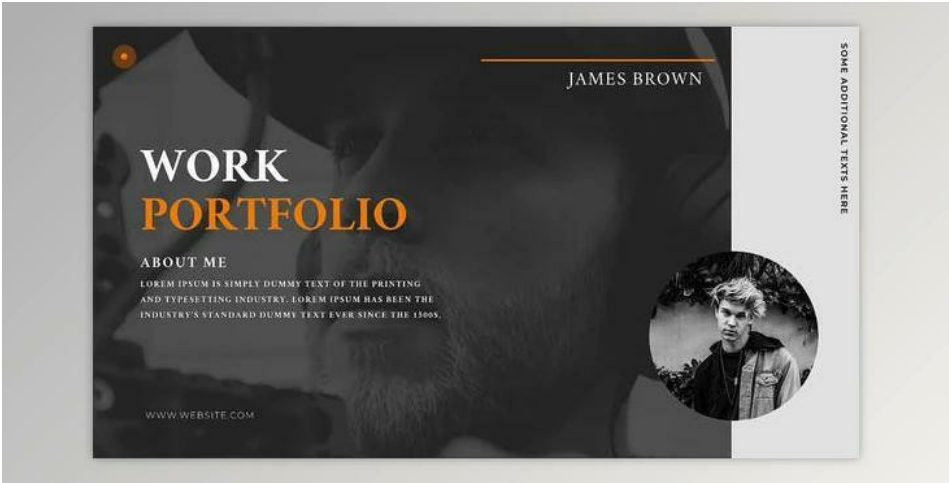 JAMES BROWN
WORK
PORTFOLIO
ABOUT ME
LOREM IPSUM IS SIMPLY DUMMY TEXT OF THE PRINTING
AND TYPESETTING INDUSTRY. LOREM IPSUM HAS BEEN THE
INDUSTRY'S STANDARD DUMMY TEXT EVER SINCE THE 1500S.
WWW.WEBSITE.COM
SOME ADDITIONAL TEXTS HERE